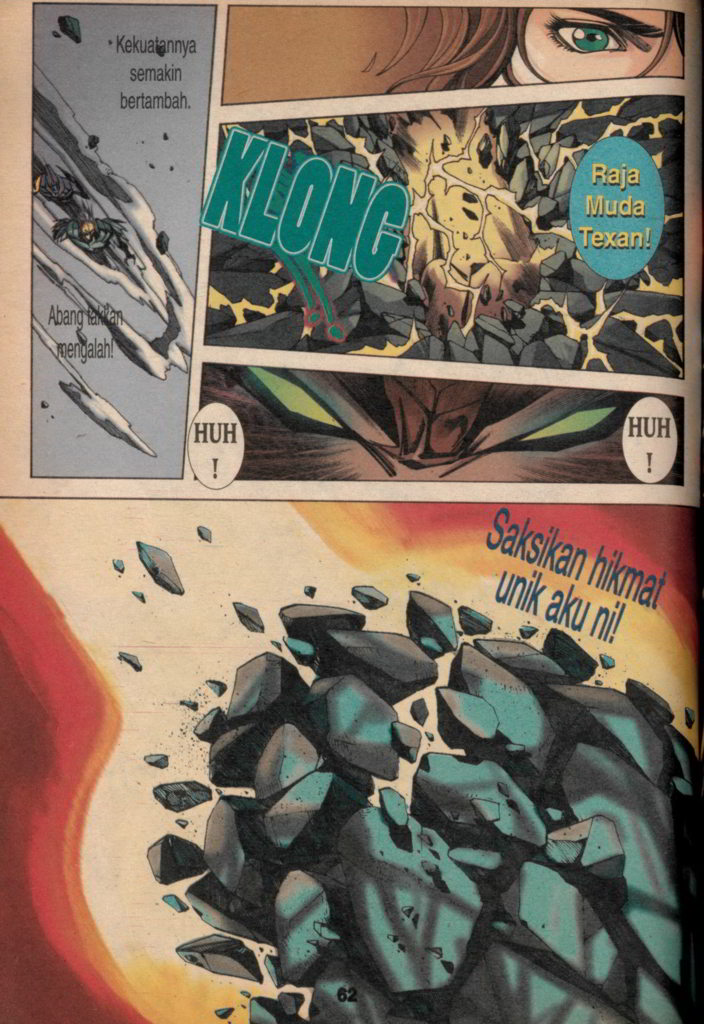 Kekuatannya
semakin
bertambah.
Abang takkan
mengalah!
KLONG
Raja
Muda
Texan!
HUH
!
HUH
!
Saksikan hikmat
unik aku ni!
62